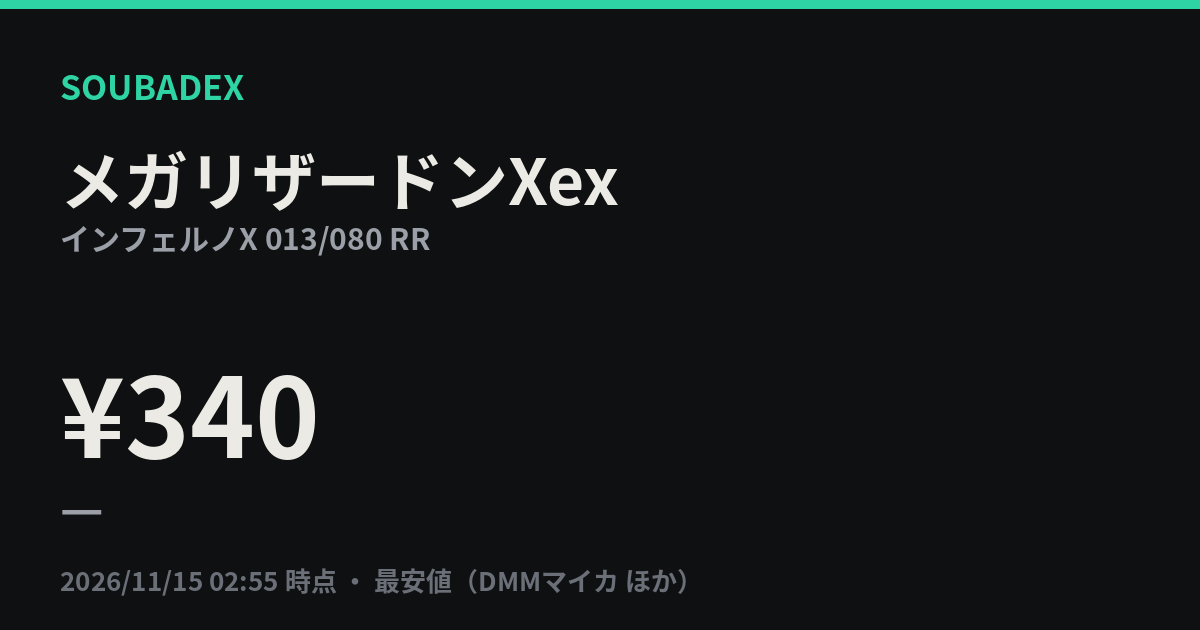 SOUBADEX
メガリザードンXex
インフェルノX 013/080 RR
¥340
—
2026/11/15 02:55 時点 ・ 最安値（DMMマイカ ほか）